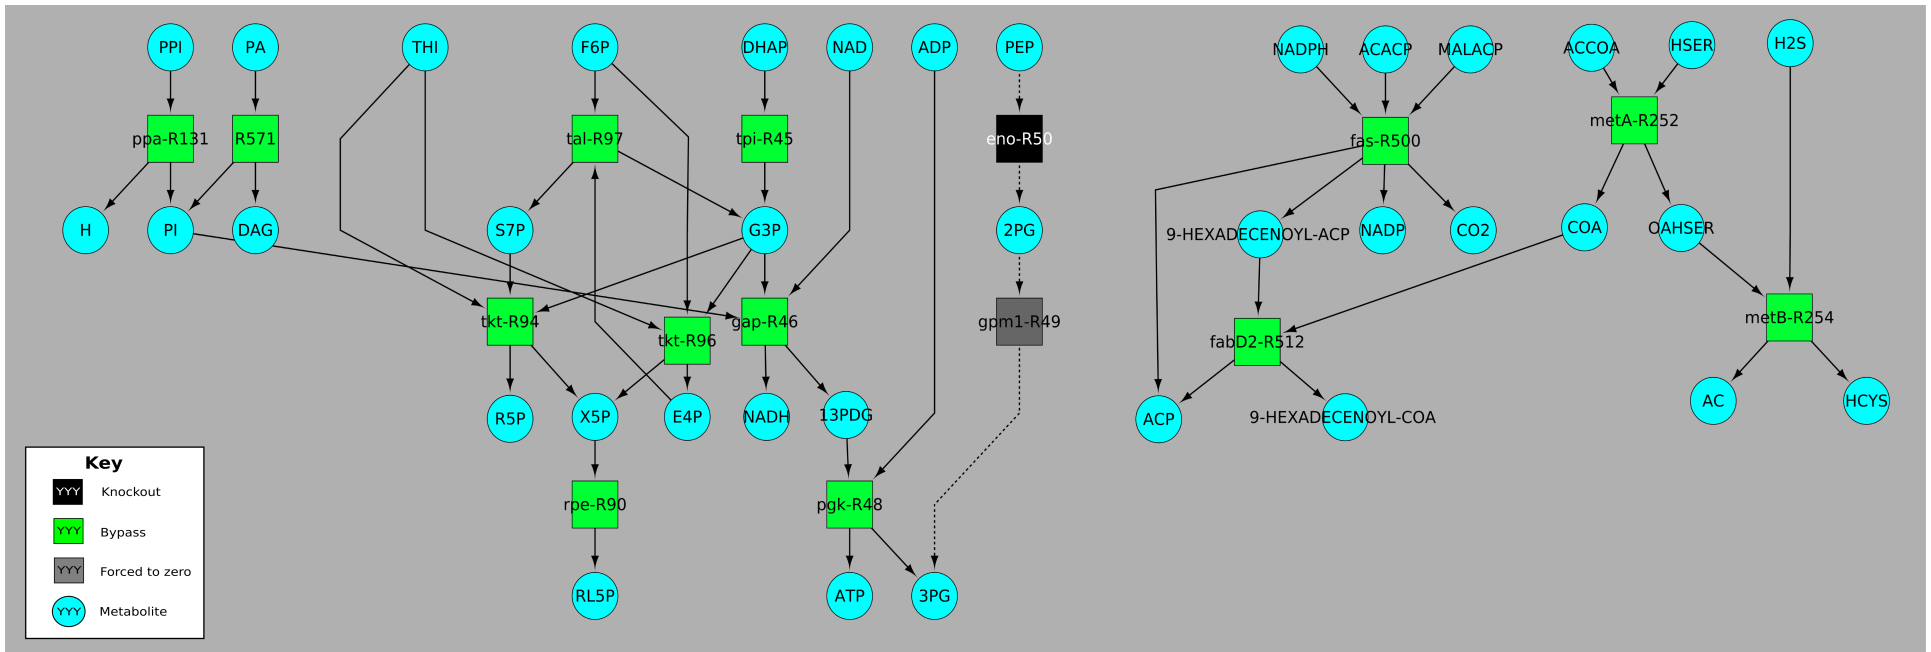 PPI PA THI F6P DHAP NAD ADP PEP NADPH ACACP MALACP ACCOA HSER H2S
ppa-R131 R571 tal-R97 tpi-R45 eno-R50 fas-R500 metA-R252
H PI DAG S7P G3P 2PG 9-HEXADECENOYL-ACP NADP CO2 COA OAHSER
tkt-R94 tkt-R96 gap-R46 gpm1-R49 fabD2-R512 metB-R254
R5P X5P E4P NADH 13PDG ACP 9-HEXADECENOYL-COA AC HCYS
rpe-R90 pgk-R48
RL5P ATP 3PG
Key
YYY Knockout
YYY Bypass
YYY Forced to zero
YYY Metabolite